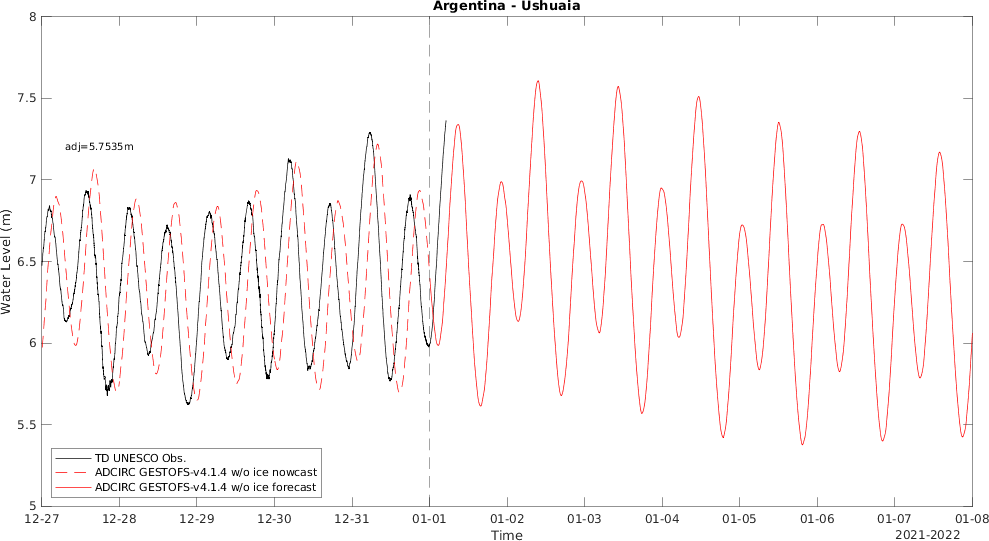 Argentina - Ushuaia
8
7.5
7
6.5
6
5.5
5
Water Level (m)
adj=5.7535m
TD UNESCO Obs.
ADCIRC GESTOFS-v4.1.4 w/o ice nowcast
ADCIRC GESTOFS-v4.1.4 w/o ice forecast
12-27 12-28 12-29 12-30 12-31 01-01 01-02 01-03 01-04 01-05 01-06 01-07 01-08
Time
2021-2022